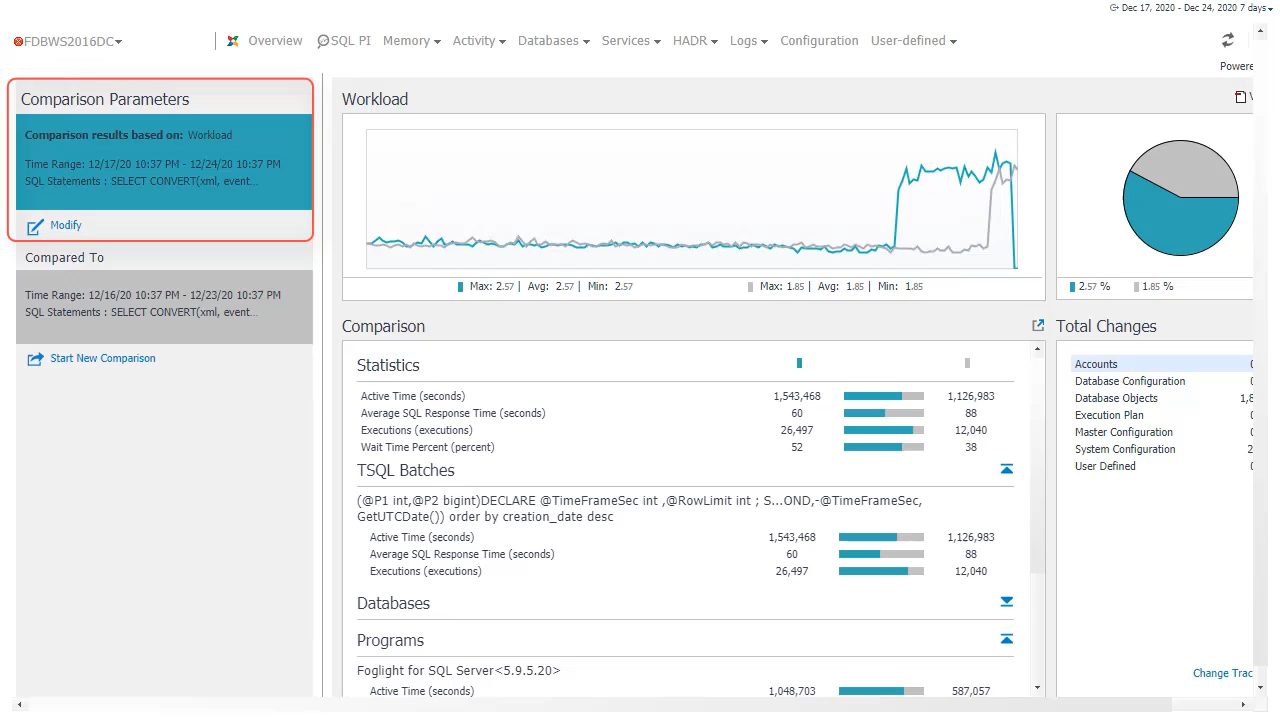 Dec 17, 2020 - Dec 24, 2020 7 days
FDBWS2016DC
Overview SQL PI Memory Activity Databases Services HADR Logs Configuration User-defined
Powere
Comparison Parameters
Comparison results based on: Workload
Time Range: 12/17/20 10:37 PM - 12/24/20 10:37 PM
SQL Statements : SELECT CONVERT(xml, event...
Modify
Compared To
Time Range: 12/16/20 10:37 PM - 12/23/20 10:37 PM
SQL Statements : SELECT CONVERT(xml, event...
Start New Comparison
Workload
Max: 2.57 | Avg: 2.57 | Min: 2.57
Max: 1.85 | Avg: 1.85 | Min: 1.85
2.57 % 1.85 %
Comparison
Statistics
Active Time (seconds) 1,543,468 1,126,983
Average SQL Response Time (seconds) 60 88
Executions (executions) 26,497 12,040
Wait Time Percent (percent) 52 38
TSQL Batches
(@P1 int,@P2 bigint)DECLARE @TimeFrameSec int ,@RowLimit int ; S...OND,-@TimeFrameSec,
GetUTCDate()) order by creation_date desc
Active Time (seconds) 1,543,468 1,126,983
Average SQL Response Time (seconds) 60 88
Executions (executions) 26,497 12,040
Databases
Programs
Foglight for SQL Server<5.9.5.20>
Active Time (seconds) 1,048,703 587,057
Total Changes
Accounts
Database Configuration
Database Objects 1,8
Execution Plan
Master Configuration
System Configuration 2
User Defined
Change Trac